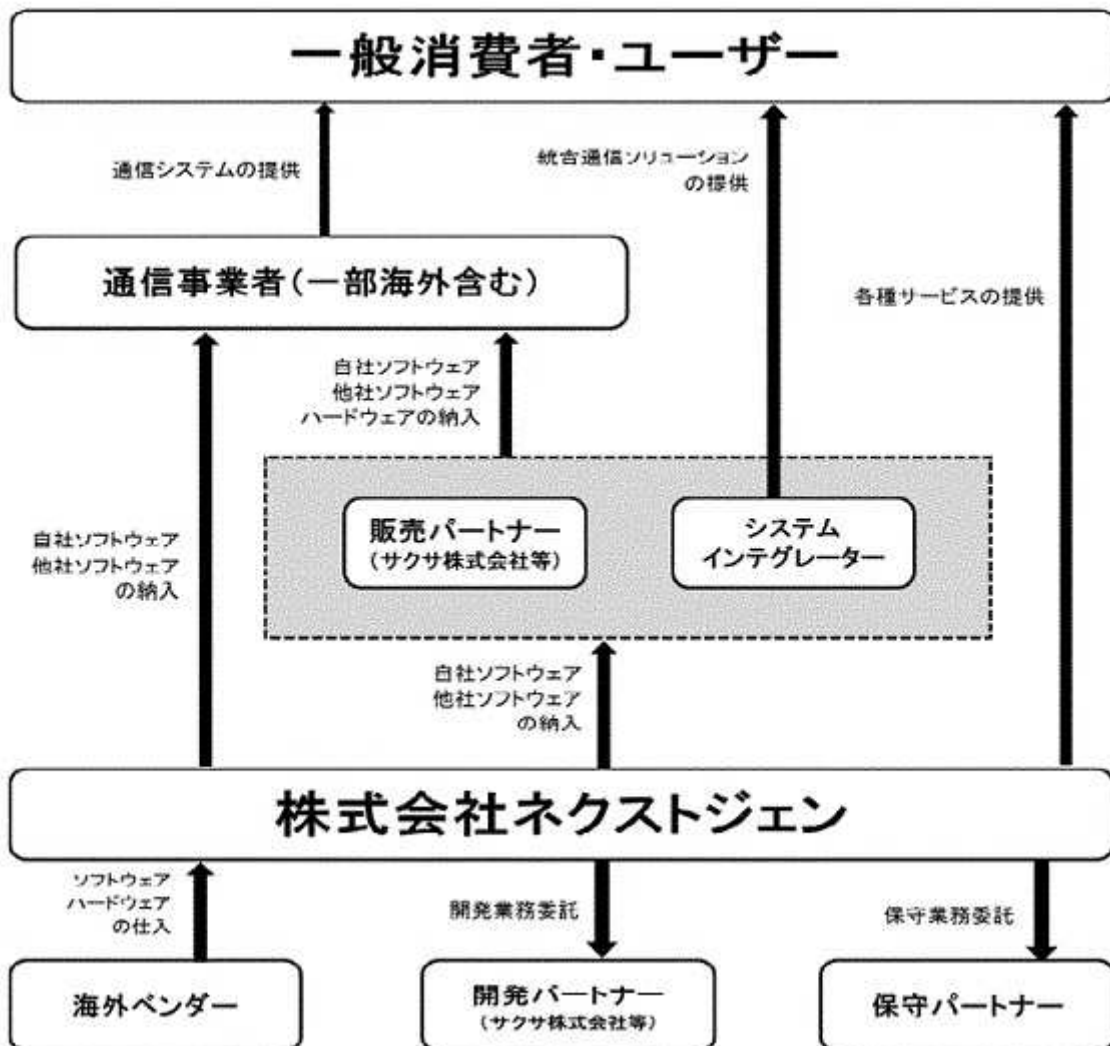 一般消費者・ユーザー
通信システムの提供
統合通信ソリューション
の提供
通信事業者(一部海外含む)
各種サービスの提供
自社ソフトウェア
他社ソフトウェア
ハードウェアの納入
販売パートナー
(サクサ株式会社等)
システム
インテグレーター
自社ソフトウェア
他社ソフトウェア
の納入
自社ソフトウェア
他社ソフトウェア
の納入
株式会社ネクストジェン
ソフトウェア
ハードウェア
の仕入
開発業務委託
保守業務委託
海外ベンダー
開発パートナー
(サクサ株式会社等)
保守パートナー